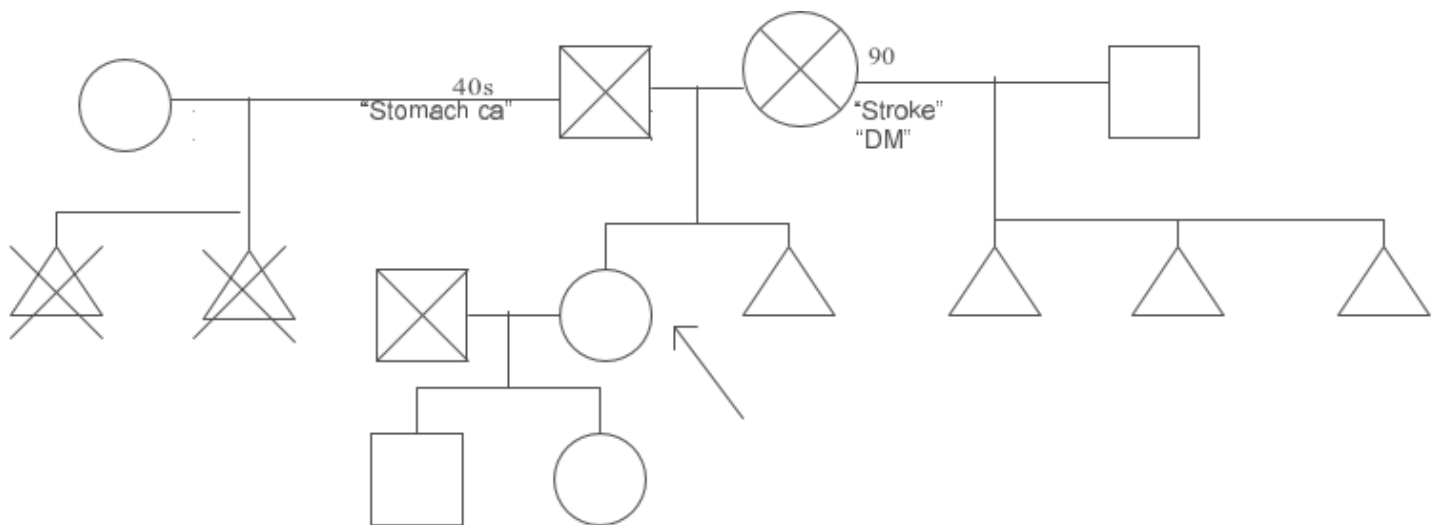 40s
“Stomach ca”
90
“Stroke”
“DM”